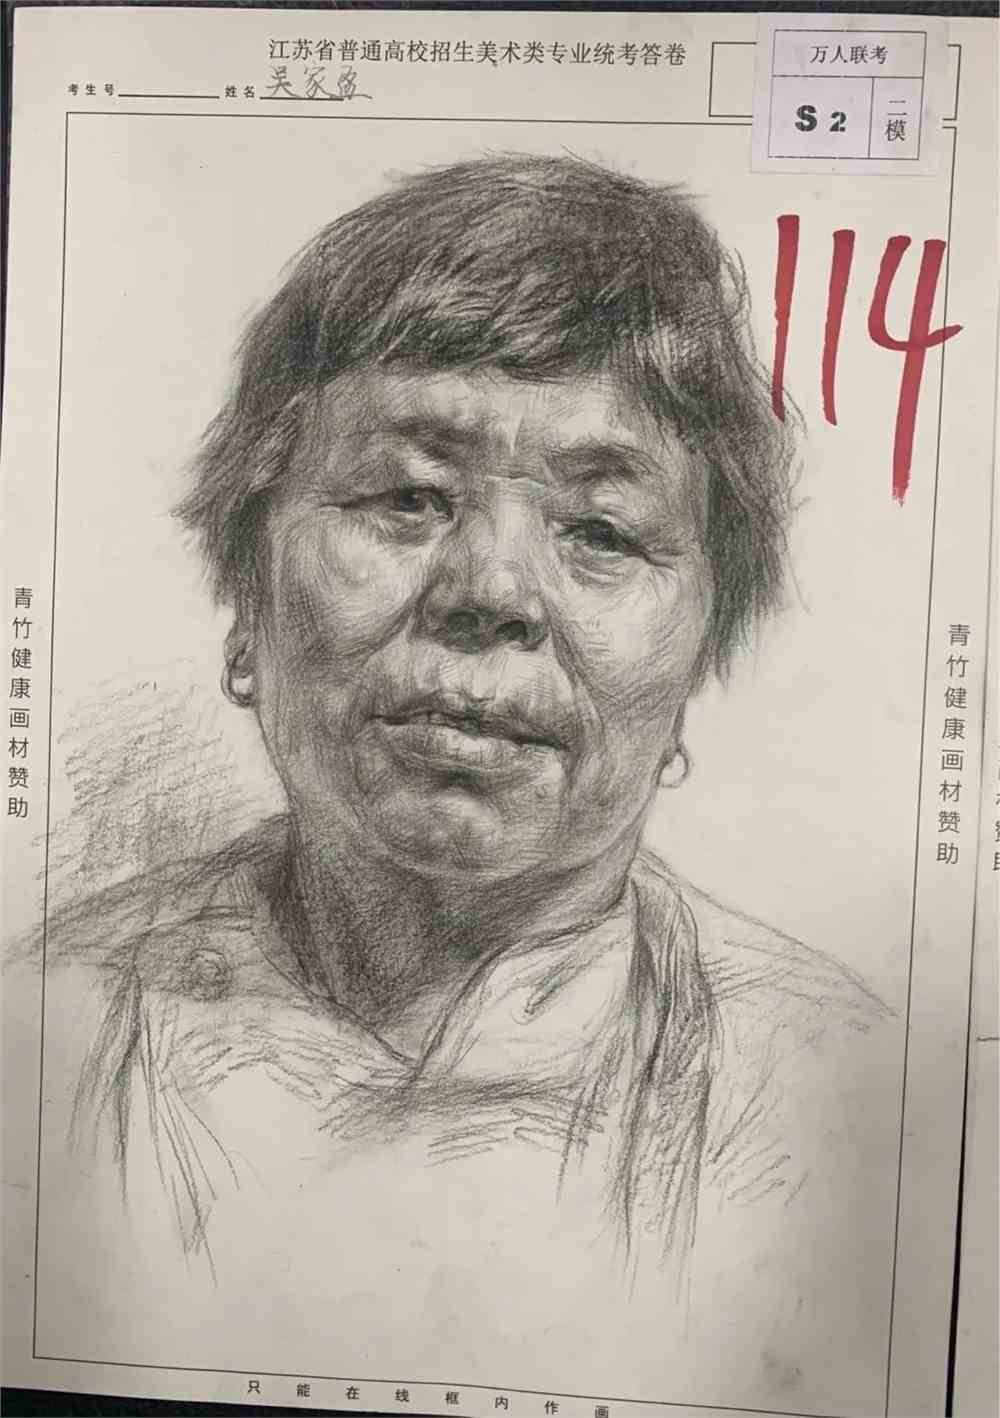 江苏省普通高校招生美术类专业统考答卷
考生号 姓名 吴家盈
万人联考
S 2
二模
114
青竹健康画材赞助
青竹健康画材赞助
只能在线框内作画